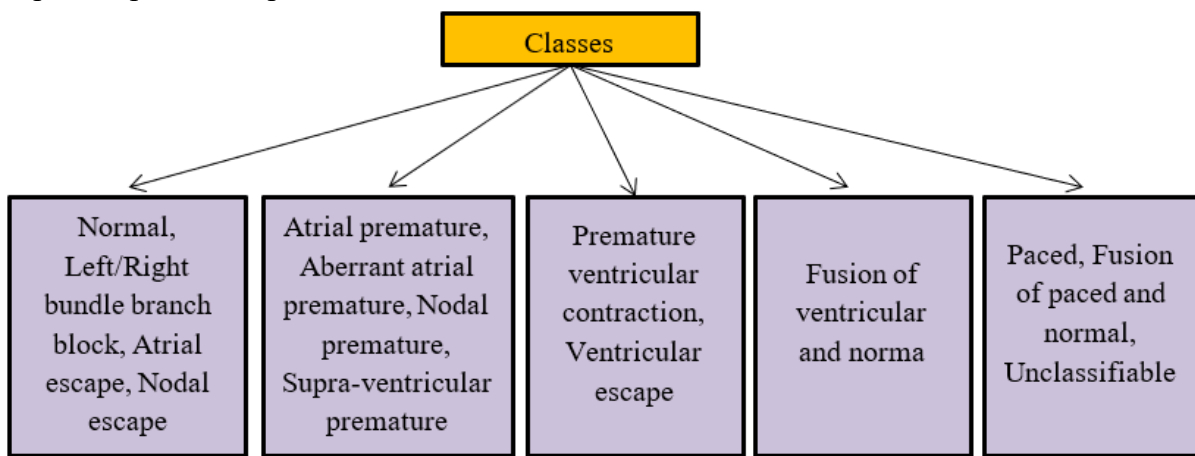 Classes
Normal,
Left/Right
bundle branch
block, Atrial
escape, Nodal
escape
Atrial premature,
Aberrant atrial
premature, Nodal
premature,
Supra-ventricular
premature
Premature
ventricular
contraction,
Ventricular
escape
Fusion of
ventricular
and norma
Paced, Fusion
of paced and
normal,
Unclassifiable